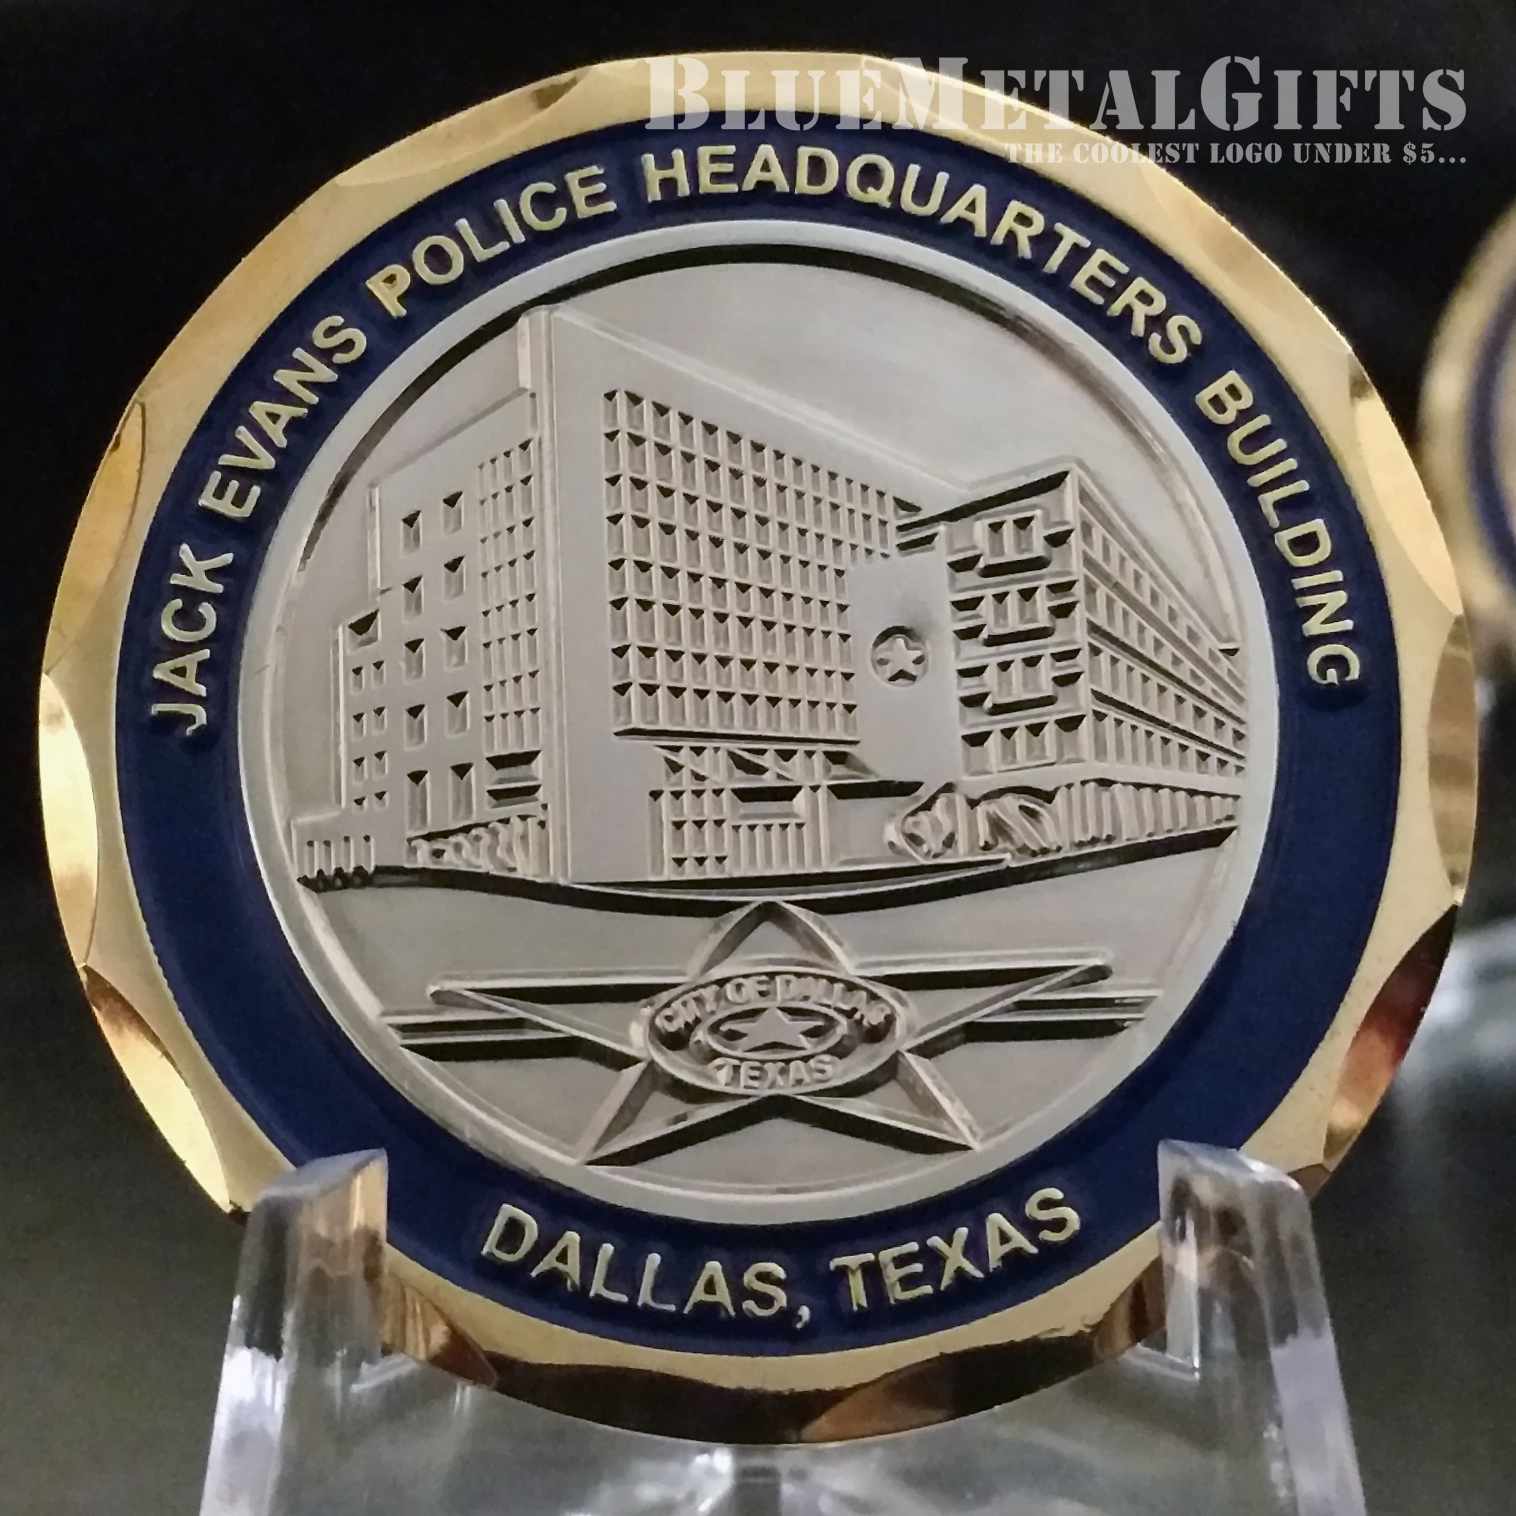 BLUEMETALGIFTS
THE COOLEST LOGO UNDER $5...
JACK EVANS POLICE HEADQUARTERS BUILDING
CITY OF DALLAS
TEXAS
DALLAS, TEXAS